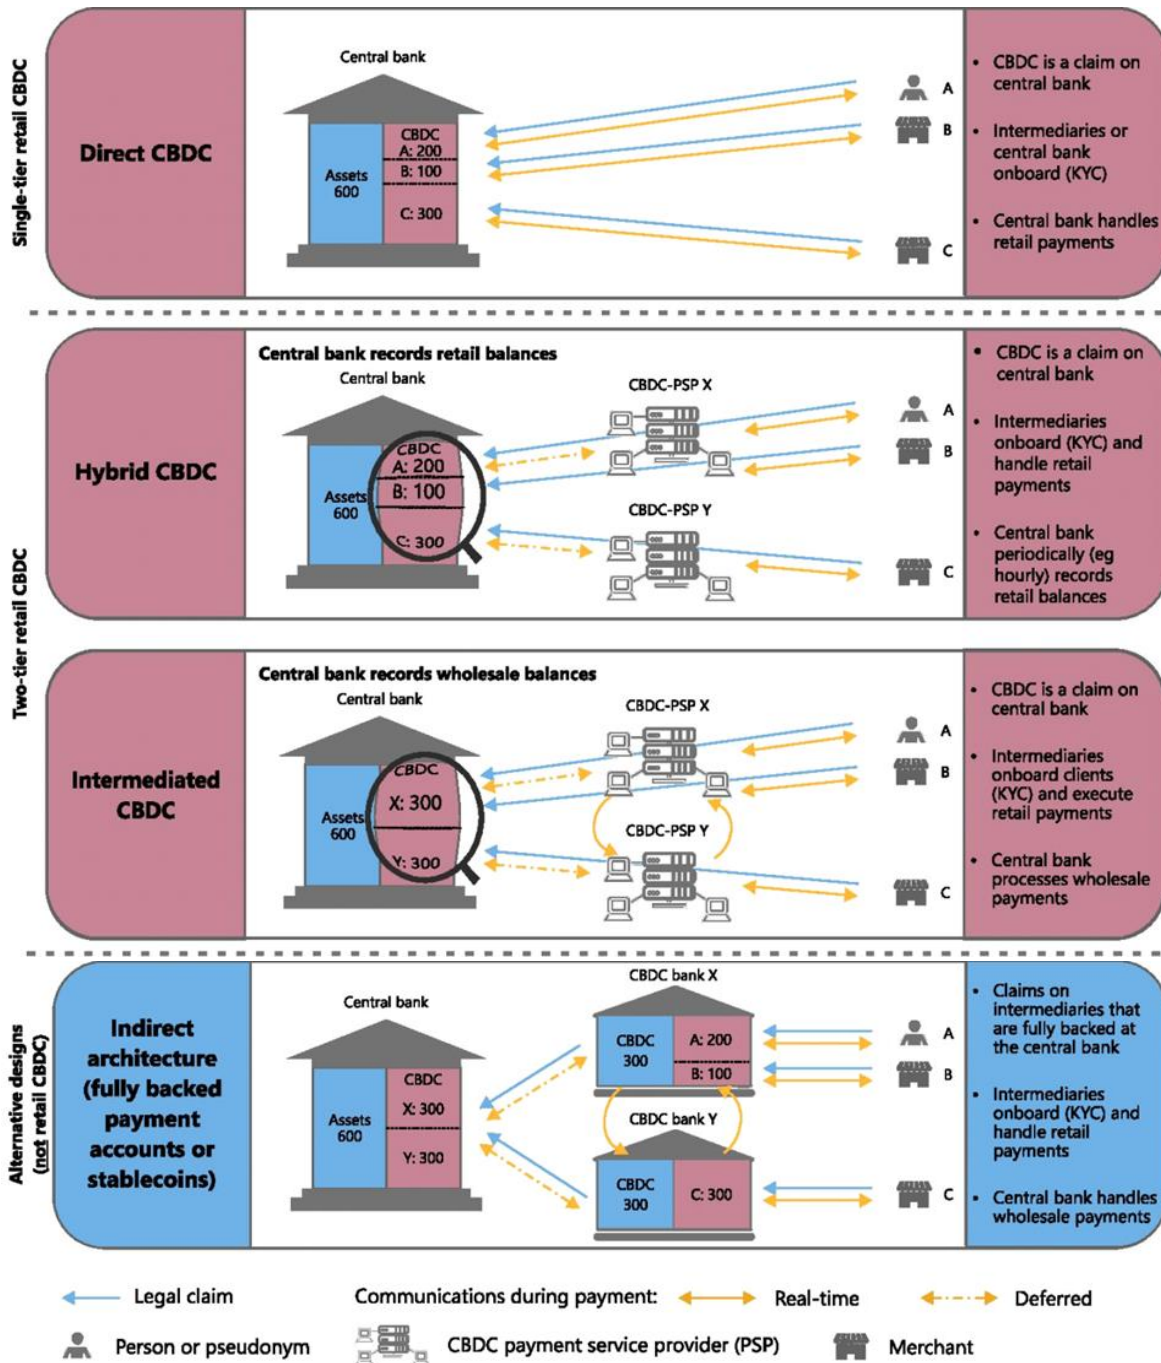 Single-tier retail CBDC
Direct CBDC
Central bank
Assets
600
CBDC
A: 200
B: 100
C: 300
A
B
C
• CBDC is a claim on
central bank
• Intermediaries or
central bank
onboard (KYC)
• Central bank handles
retail payments
Two-tier retail CBDC
Hybrid CBDC
Central bank records retail balances
Central bank
Assets
600
CBDC
A: 200
B: 100
C: 300
CBDC-PSP X
CBDC-PSP Y
A
B
C
• CBDC is a claim on
central bank
• Intermediaries
onboard (KYC) and
handle retail
payments
• Central bank
periodically (eg
hourly) records
retail balances
Intermediated
CBDC
Central bank records wholesale balances
Central bank
Assets
600
CBDC
X: 300
Y: 300
CBDC-PSP X
CBDC-PSP Y
A
B
C
• CBDC is a claim on
central bank
• Intermediaries
onboard clients
(KYC) and execute
retail payments
• Central bank
processes wholesale
payments
Alternative designs
(not retail CBDC)
Indirect
architecture
(fully backed
payment
accounts or
stablecoins)
Central bank
Assets
600
CBDC
X: 300
Y: 300
CBDC bank X
CBDC
300
A: 200
B: 100
CBDC bank Y
CBDC
300
C: 300
A
B
C
• Claims on
intermediaries that
are fully backed at
the central bank
• Intermediaries
onboard (KYC) and
handle retail
payments
• Central bank handles
wholesale payments
Legal claim
Communications during payment:
Real-time
Deferred
Person or pseudonym
CBDC payment service provider (PSP)
Merchant